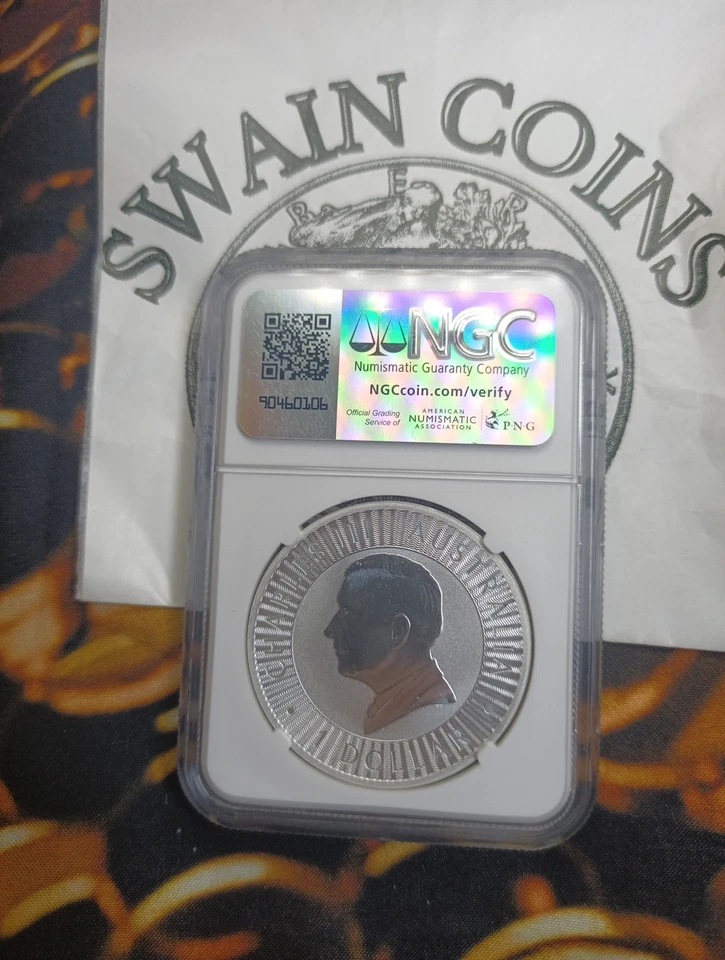 SWAIN COINS
B E C
NGC
Numismatic Guaranty Company
NGCcoin.com/verify
90460106
Official Grading
Service of
AMERICAN
NUMISMATIC
ASSOCIATION
PNG
CHARLES III AUSTRALIA
1 DOLLAR